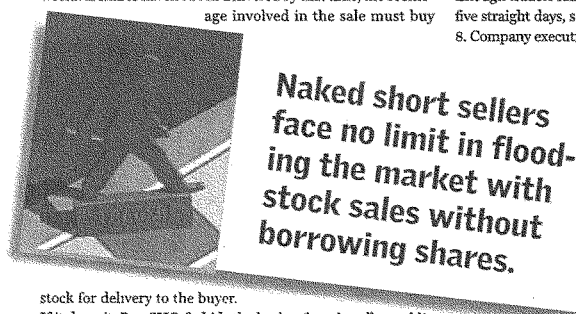 age involved in the sale must buy
five straight days, s
8. Company execut
Naked short sellers
face no limit in flood-
ing the market with
stock sales without
borrowing shares.
stock for delivery to the buyer.